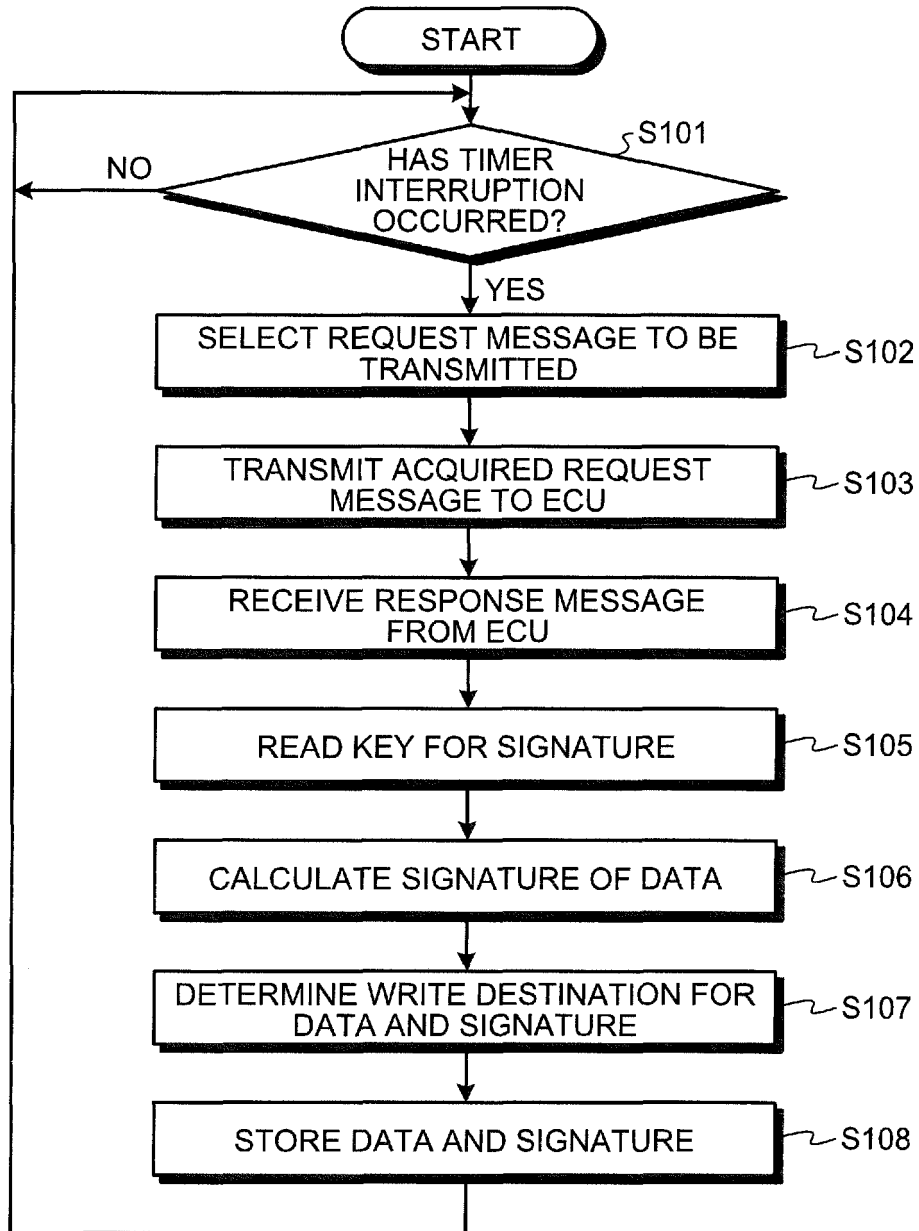 START
S101
HAS TIMER
INTERRUPTION
OCCURRED?
NO
YES
SELECT REQUEST MESSAGE TO BE
TRANSMITTED
S102
TRANSMIT ACQUIRED REQUEST
MESSAGE TO ECU
S103
RECEIVE RESPONSE MESSAGE
FROM ECU
S104
READ KEY FOR SIGNATURE
S105
CALCULATE SIGNATURE OF DATA
S106
DETERMINE WRITE DESTINATION FOR
DATA AND SIGNATURE
S107
STORE DATA AND SIGNATURE
S108